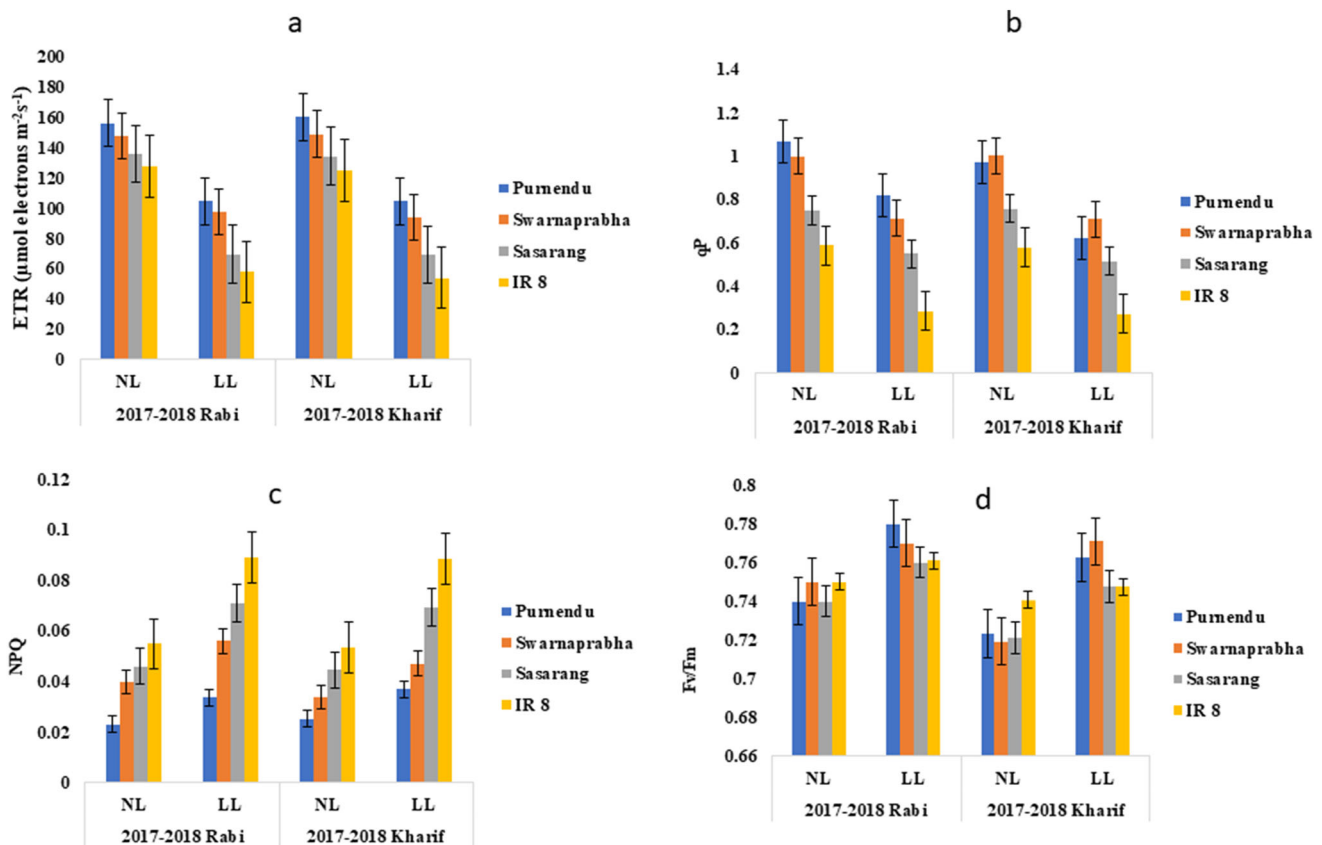 a
ETR (µmol electrons m⁻²s⁻¹)
200
180
160
140
120
100
80
60
40
20
0
NL LL NL LL
2017-2018 Rabi 2017-2018 Kharif
Purnendu
Swarnaprabha
Sasarang
IR 8
b
qP
1.4
1.2
1
0.8
0.6
0.4
0.2
0
NL LL NL LL
2017-2018 Rabi 2017-2018 Kharif
Purnendu
Swarnaprabha
Sasarang
IR 8
c
NPQ
0.12
0.1
0.08
0.06
0.04
0.02
0
NL LL NL LL
2017-2018 Rabi 2017-2018 Kharif
Purnendu
Swarnaprabha
Sasarang
IR 8
d
Fv/Fm
0.8
0.78
0.76
0.74
0.72
0.7
0.68
0.66
NL LL NL LL
2017-2018 Rabi 2017-2018 Kharif
Purnendu
Swarnaprabha
Sasarang
IR 8